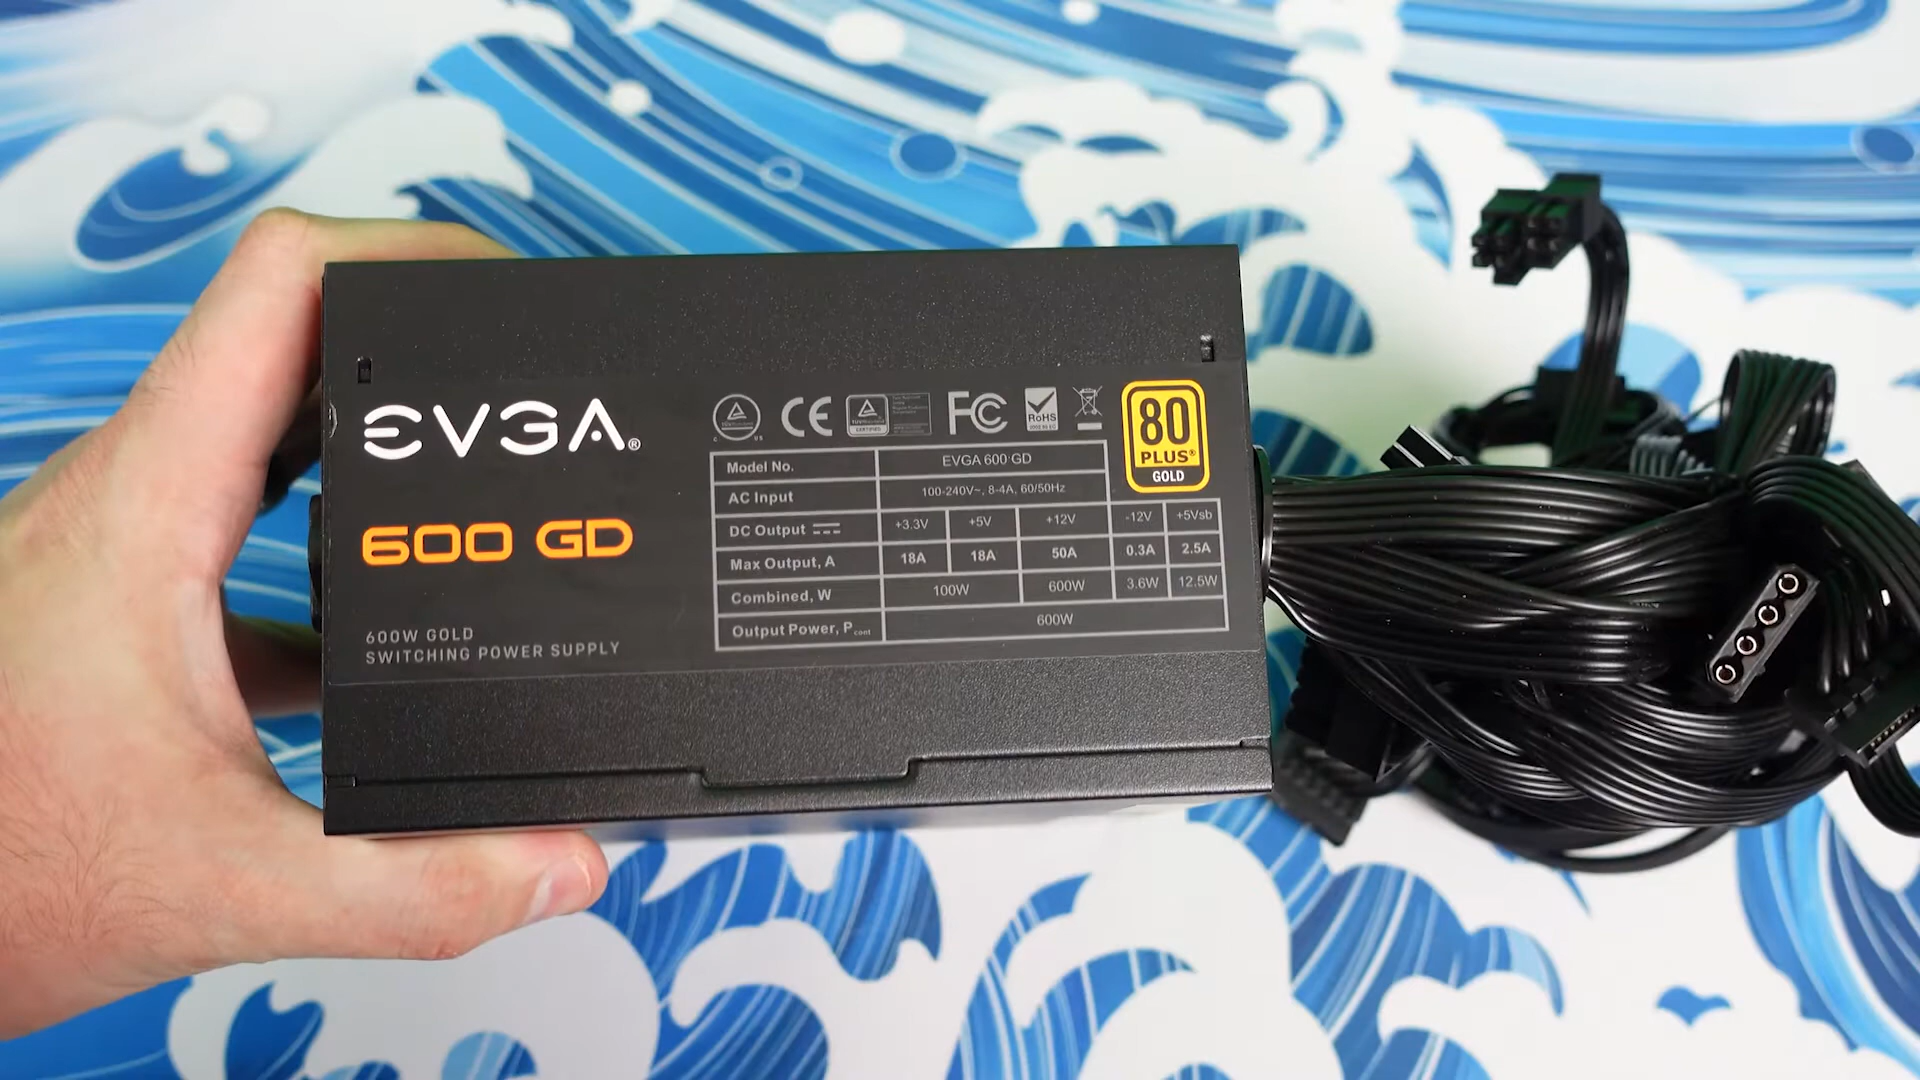 EVGA®
600 GD
600W GOLD
SWITCHING POWER SUPPLY
CE FC RoHS
80
PLUS®
GOLD
Model No. EVGA 600 GD
AC Input 100-240V~, 8-4A, 60/50Hz
DC Output +3.3V +5V +12V -12V +5Vsb
Max Output, A 18A 18A 50A 0.3A 2.5A
Combined, W 100W 600W 3.6W 12.5W
Output Power, Pcont 600W